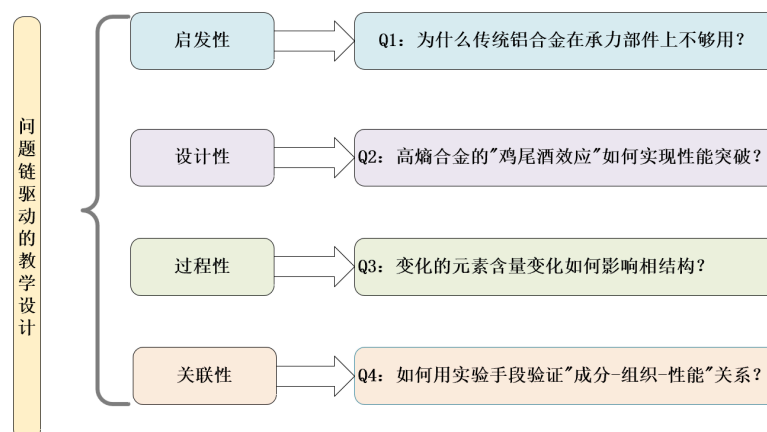 问题链驱动的教学设计
启发性
Q1：为什么传统铝合金在承力部件上不够用？
设计性
Q2：高熵合金的"鸡尾酒效应"如何实现性能突破？
过程性
Q3：变化的元素含量变化如何影响相结构？
关联性
Q4：如何用实验手段验证"成分-组织-性能"关系？